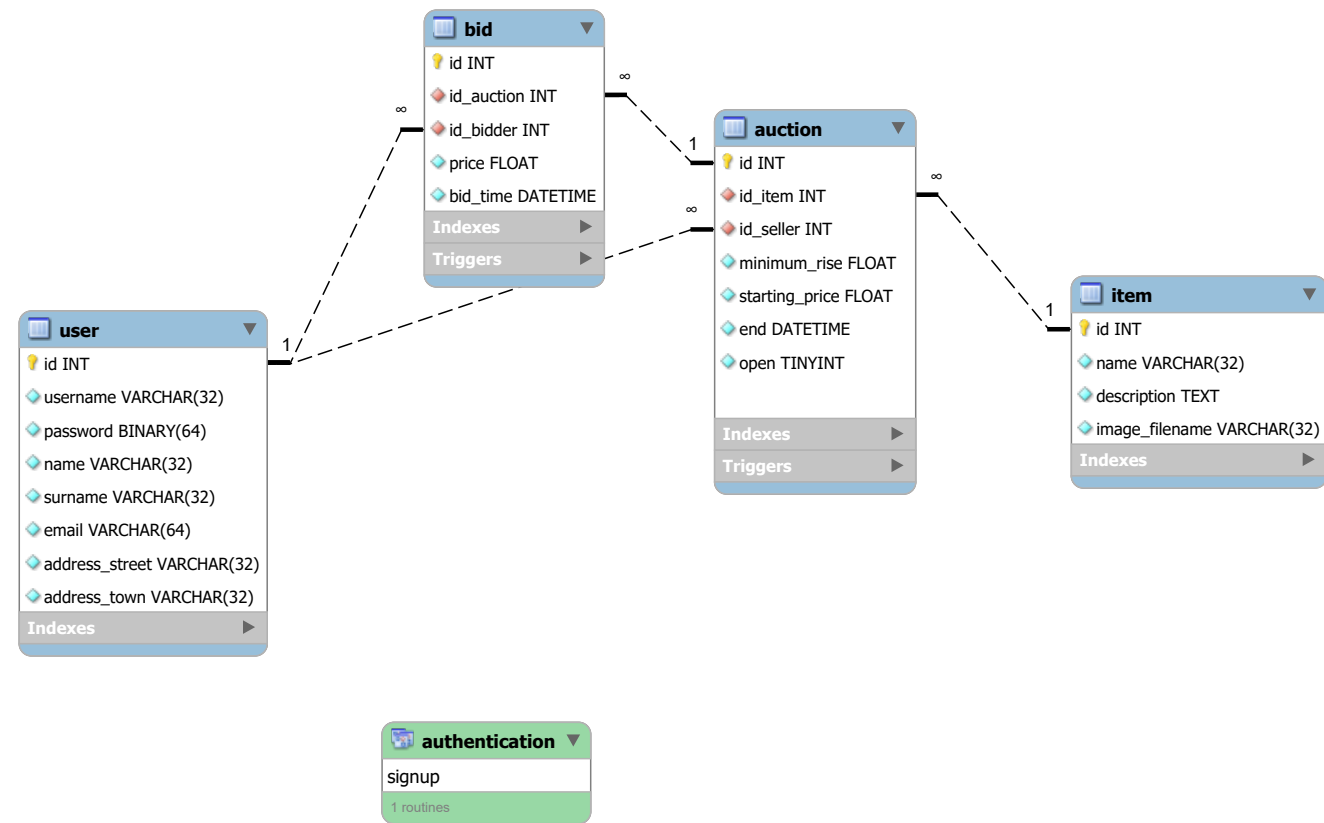 bid
id INT
id_auction INT
id_bidder INT
price FLOAT
bid_time DATETIME
Indexes
Triggers
∞
∞
1
auction
id INT
id_item INT
id_seller INT
minimum_rise FLOAT
starting_price FLOAT
end DATETIME
open TINYINT
Indexes
Triggers
∞
∞
1
item
id INT
name VARCHAR(32)
description TEXT
image_filename VARCHAR(32)
Indexes
user
1
id INT
username VARCHAR(32)
password BINARY(64)
name VARCHAR(32)
surname VARCHAR(32)
email VARCHAR(64)
address_street VARCHAR(32)
address_town VARCHAR(32)
Indexes
authentication
signup
1 routines